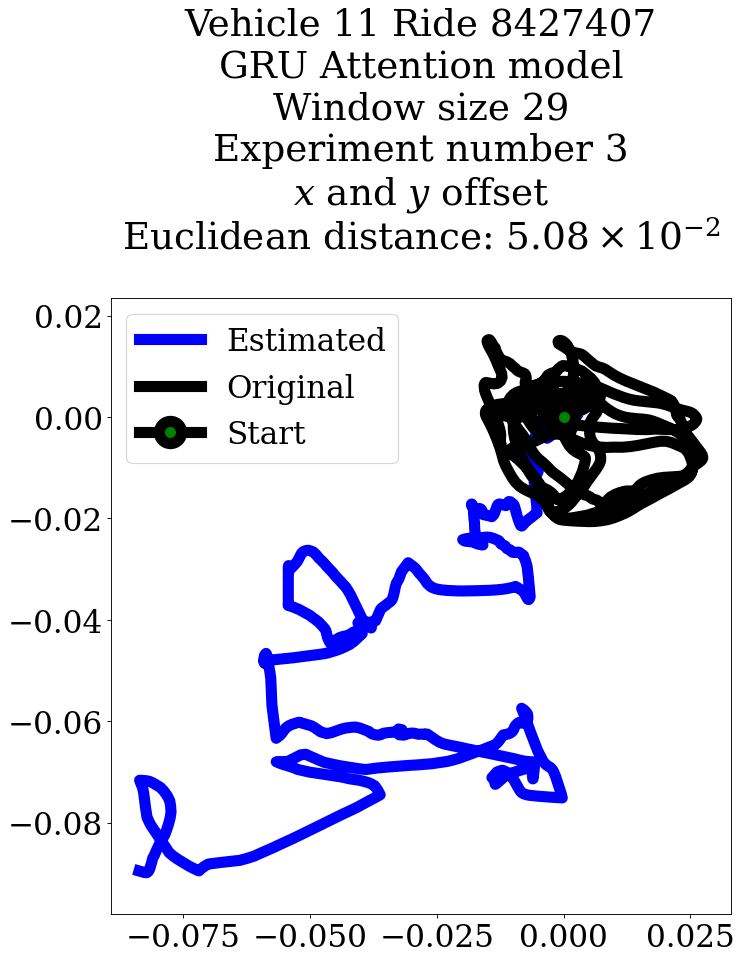 Vehicle 11 Ride 8427407
GRU Attention model
Window size 29
Experiment number 3
x and y offset
Euclidean distance: 5.08 × 10⁻²
Estimated
Original
Start
0.02
0.00
−0.02
−0.04
−0.06
−0.08
−0.075 −0.050 −0.025 0.000 0.025